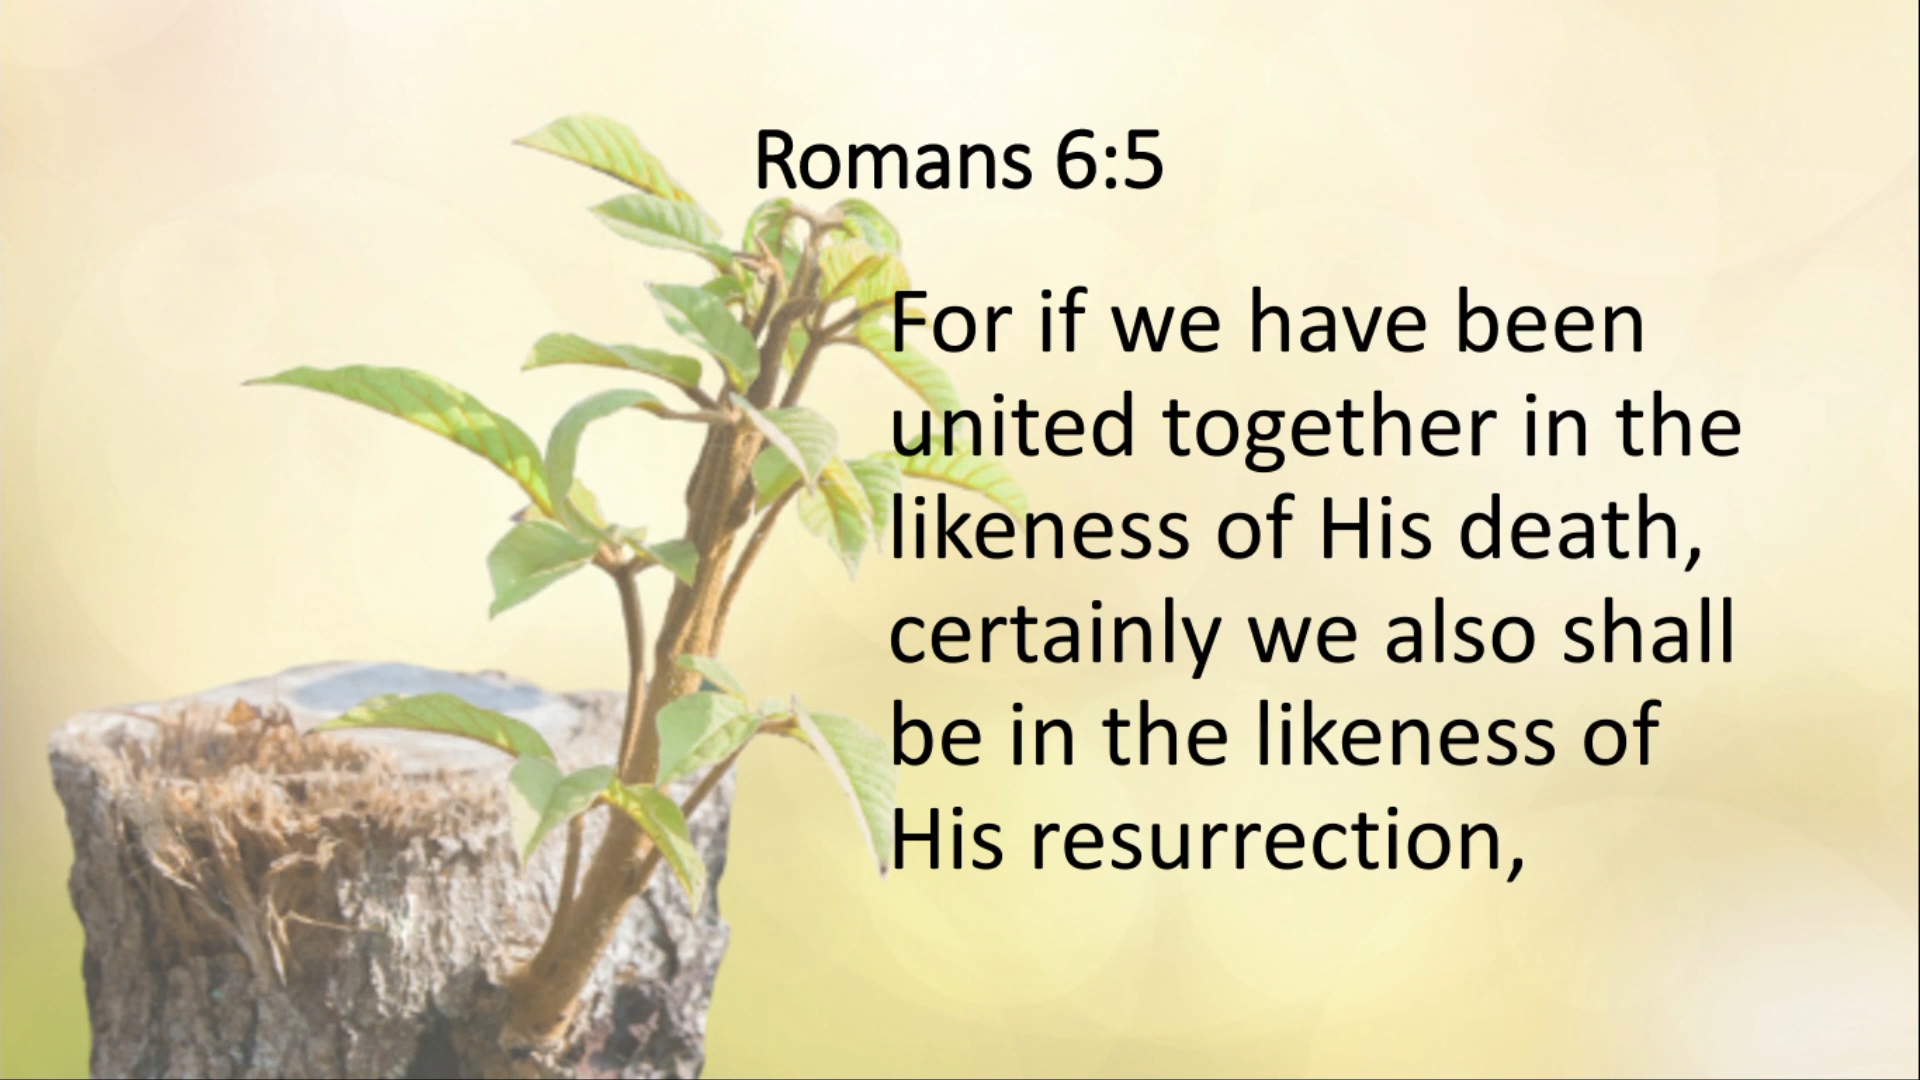 Romans 6:5
For if we have been
united together in the
likeness of His death,
certainly we also shall
be in the likeness of
His resurrection,